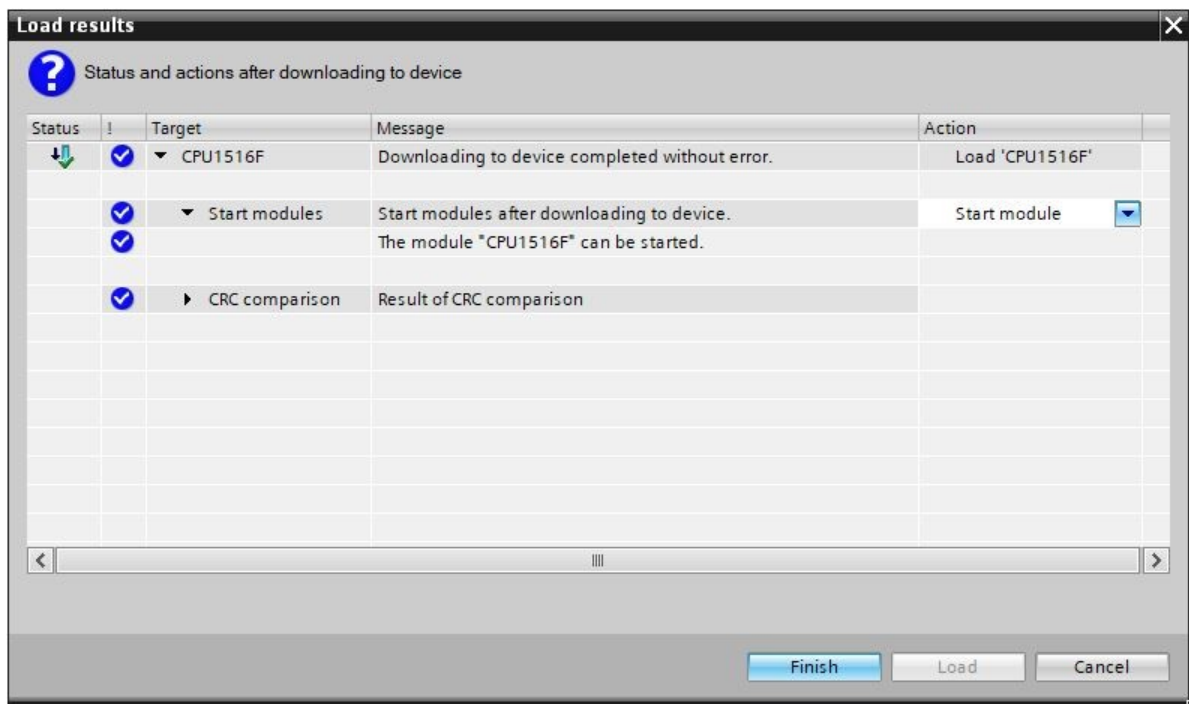 Load results
Status and actions after downloading to device
Status ! Target Message Action
CPU1516F Downloading to device completed without error. Load 'CPU1516F'
Start modules Start modules after downloading to device. Start module
The module "CPU1516F" can be started.
CRC comparison Result of CRC comparison
Finish Load Cancel